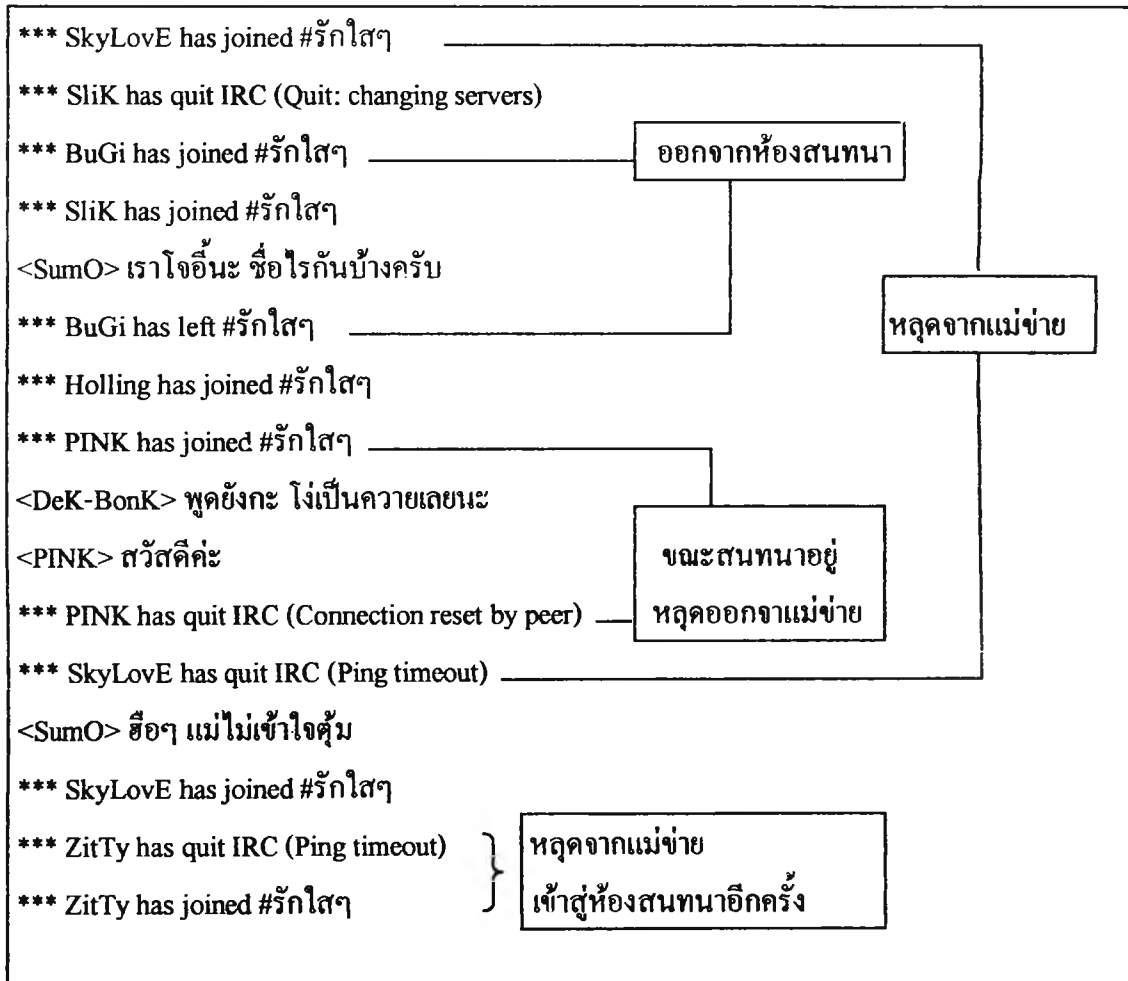 *** SkyLovE has joined #รักใสๆ
*** SliK has quit IRC (Quit: changing servers)
*** BuGi has joined #รักใสๆ
ออกจากห้องสนทนา
*** SliK has joined #รักใสๆ
<SumO> เราโจอี้นะ ชื่อไรกันบ้างครับ
*** BuGi has left #รักใสๆ
หลุดจากแม่ข่าย
*** Holling has joined #รักใสๆ
*** PINK has joined #รักใสๆ
<DeK-BonK> พูดยังกะ โง่เป็นควายเลยนะ
<PINK> สวัสดีค่ะ
ขณะสนทนาอยู่
*** PINK has quit IRC (Connection reset by peer)
หลุดออกจาแม่ข่าย
*** SkyLovE has quit IRC (Ping timeout)
<SumO> ฮือๆ แม่ไม่เข้าใจตุ้ม
*** SkyLovE has joined #รักใสๆ
*** ZitTy has quit IRC (Ping timeout)
หลุดจากแม่ข่าย
*** ZitTy has joined #รักใสๆ
เข้าสู่ห้องสนทนาอีกครั้ง